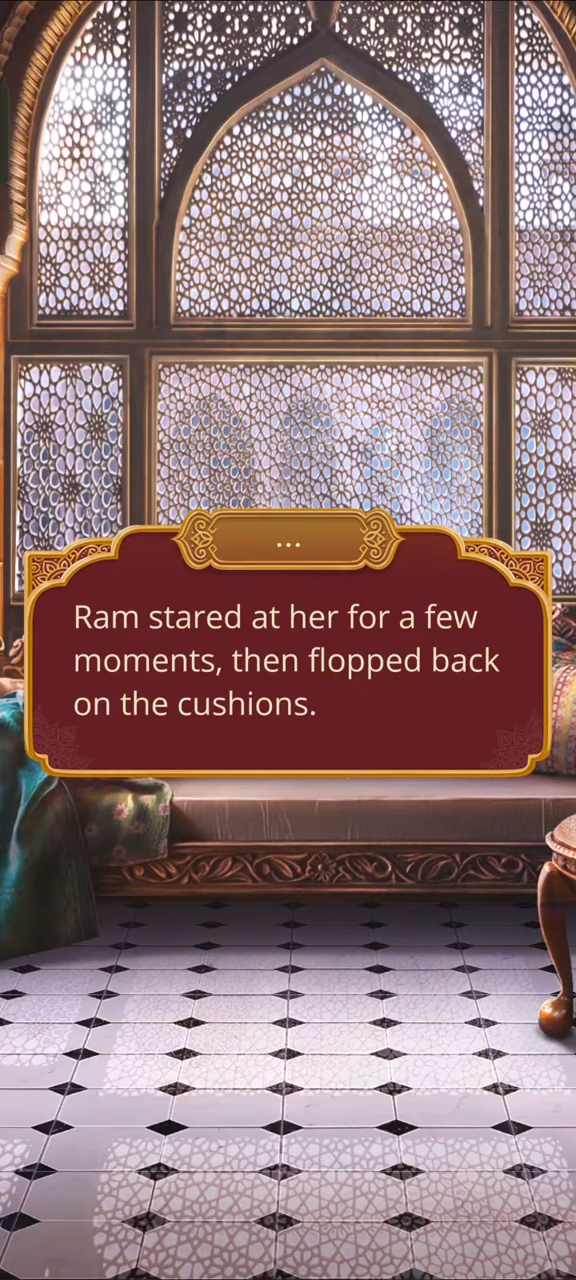 ...
Ram stared at her for a few
moments, then flopped back
on the cushions.